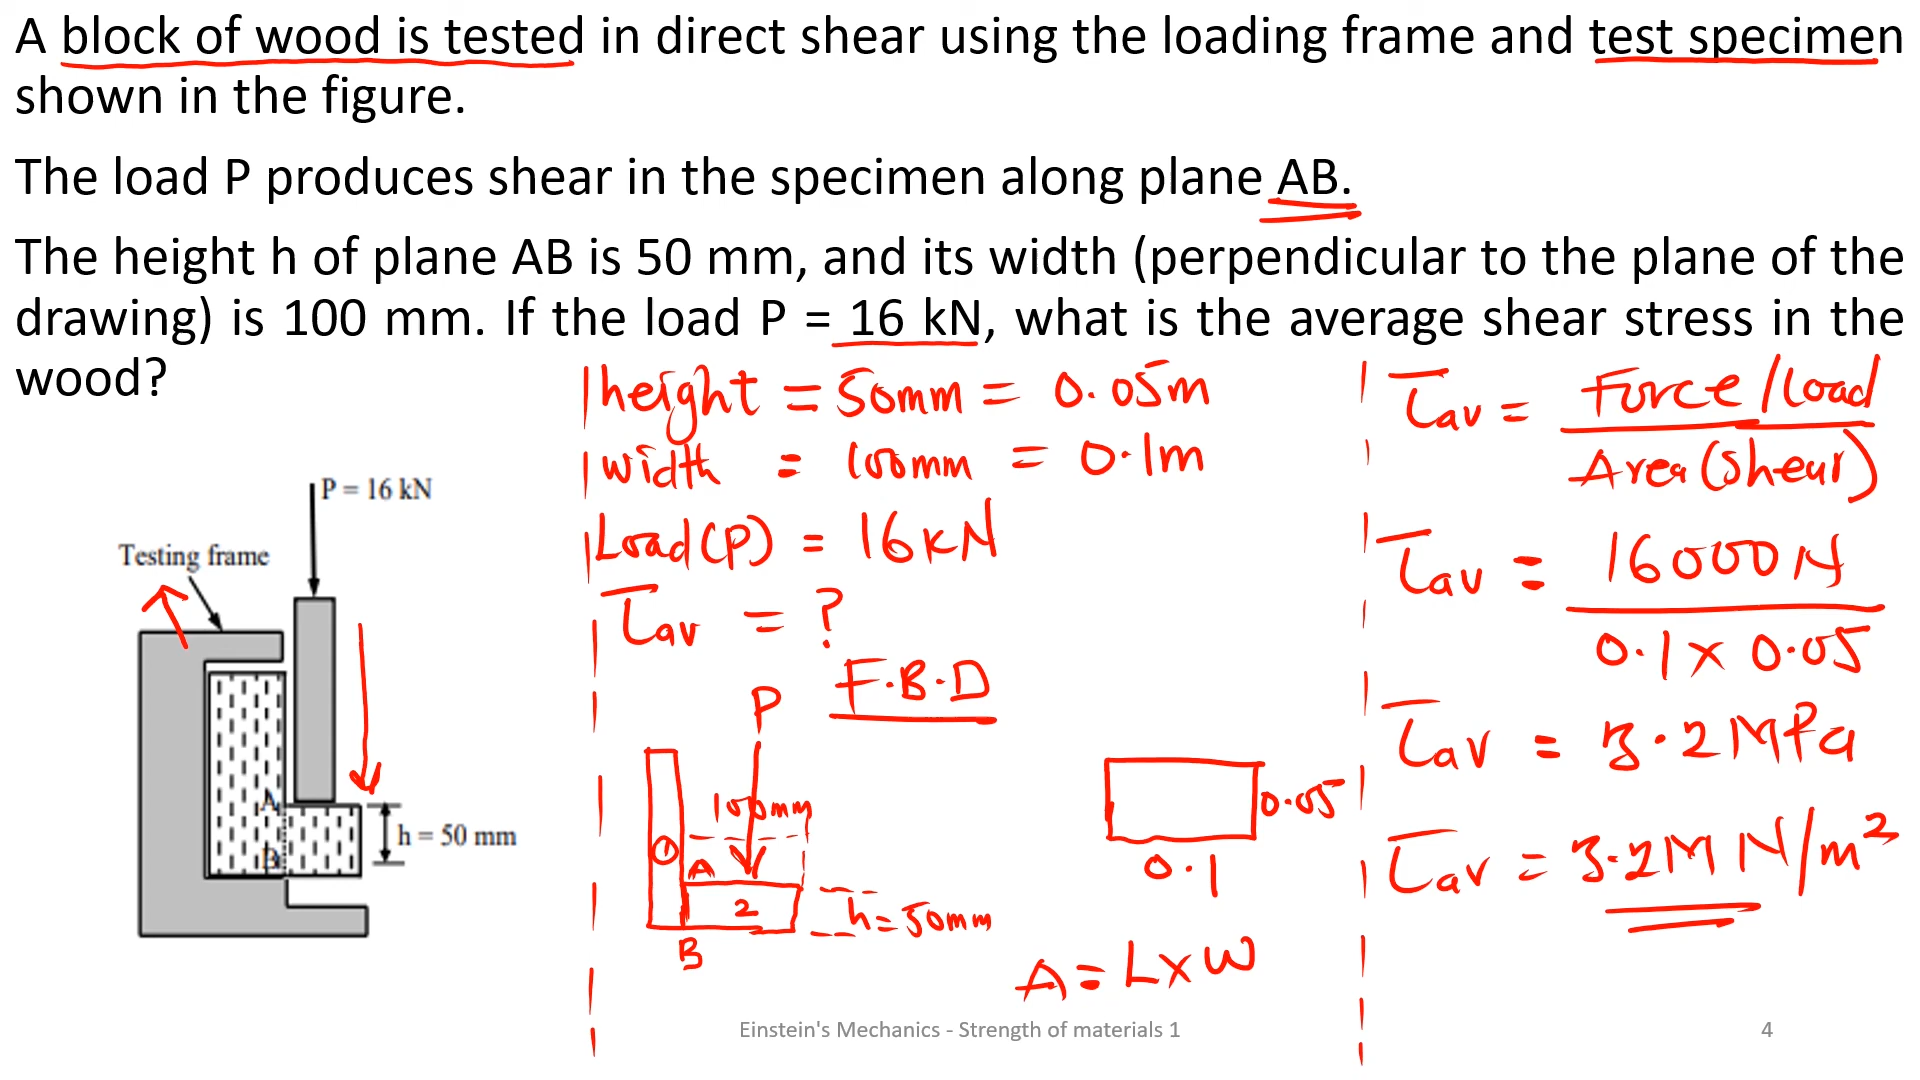 A block of wood is tested in direct shear using the loading frame and test specimen
shown in the figure.
The load P produces shear in the specimen along plane AB.
The height h of plane AB is 50 mm, and its width (perpendicular to the plane of the
drawing) is 100 mm. If the load P = 16 kN, what is the average shear stress in the
wood?
P = 16 kN
Testing frame
A
B
h = 50 mm
height = 50mm = 0.05m
width = 100mm = 0.1m
Load(P) = 16KN
τav = ?
F.B.D
P
100mm
1
A
2
h=50mm
B
0.05
0.1
A = L×W
τav = Force/load
Area(shear)
τav = 16000N
0.1 × 0.05
τav = 3.2MPa
τav = 3.2MN/m²
Einstein's Mechanics - Strength of materials 1
4